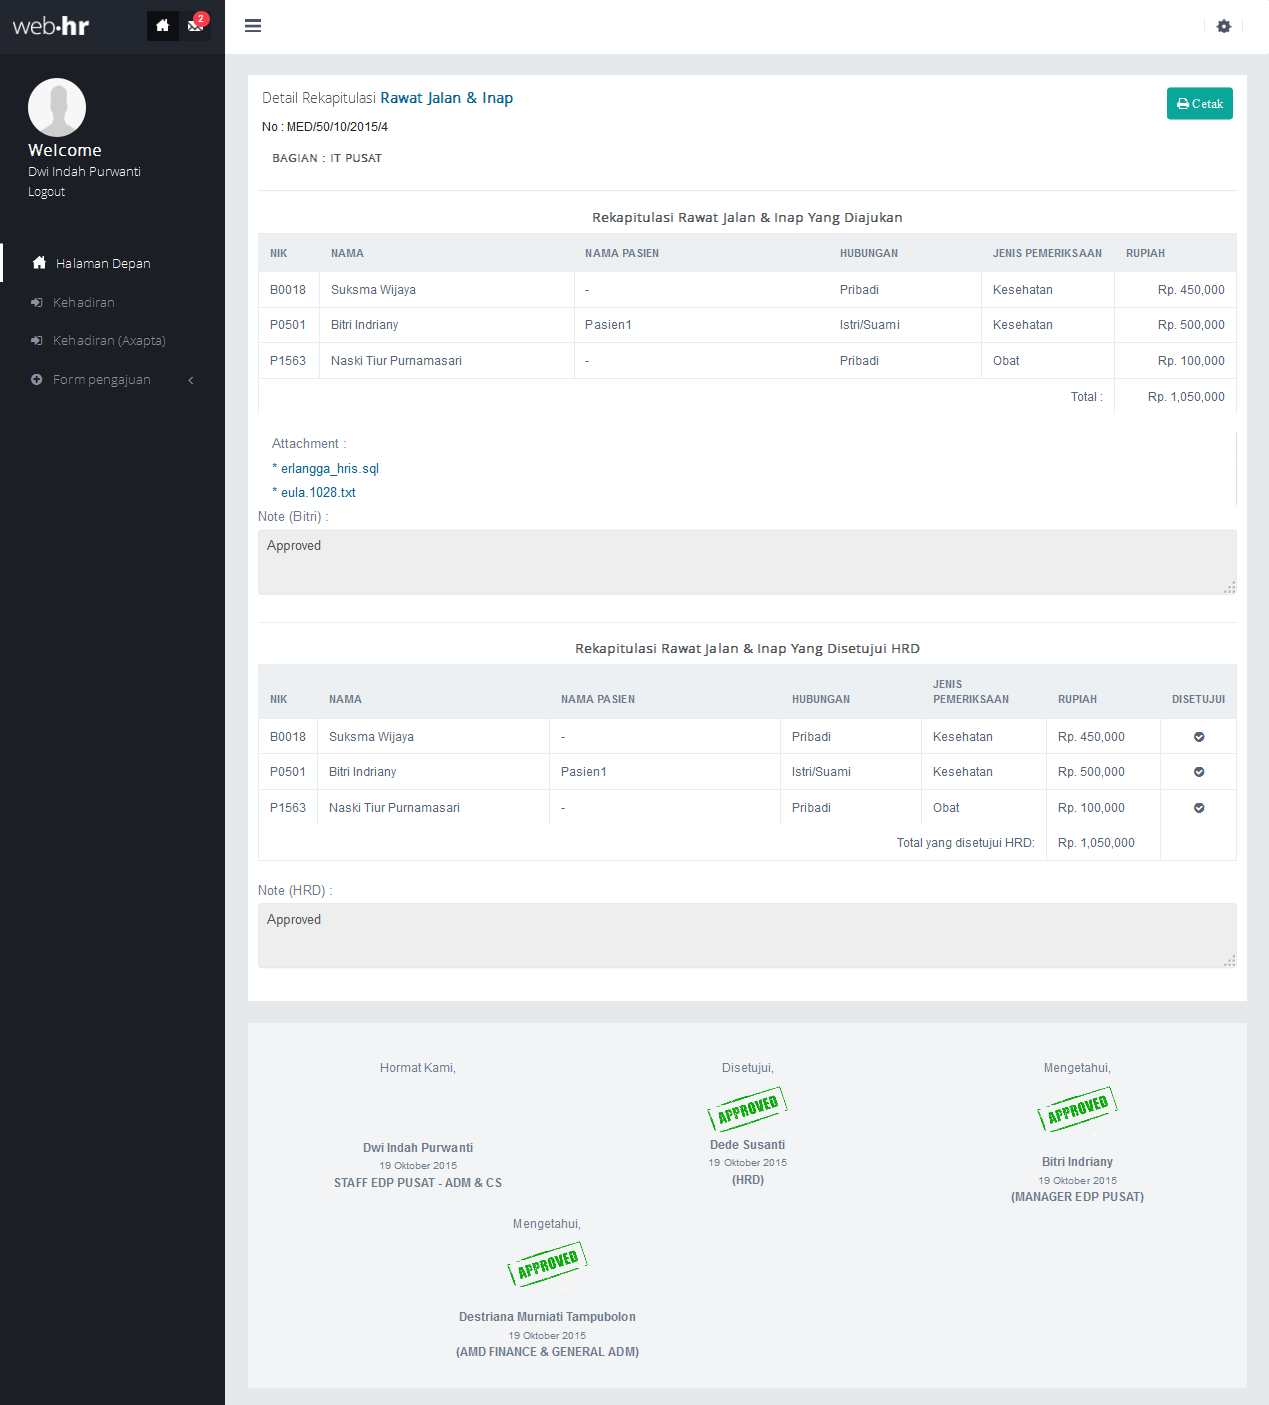 web·hr
2
Welcome
Dwi Indah Purwanti
Logout
Halaman Depan
Kehadiran
Kehadiran (Axapta)
Form pengajuan
Detail Rekapitulasi Rawat Jalan & Inap
Cetak
No : MED/50/10/2015/4
BAGIAN : IT PUSAT
Rekapitulasi Rawat Jalan & Inap Yang Diajukan
NIK NAMA NAMA PASIEN HUBUNGAN JENIS PEMERIKSAAN RUPIAH
B0018 Suksma Wijaya - Pribadi Kesehatan Rp. 450,000
P0501 Bitri Indriany Pasien1 Istri/Suami Kesehatan Rp. 500,000
P1563 Naski Tiur Purnamasari - Pribadi Obat Rp. 100,000
Total : Rp. 1,050,000
Attachment :
* erlangga_hris.sql
* eula.1028.txt
Note (Bitri) :
Approved
Rekapitulasi Rawat Jalan & Inap Yang Disetujui HRD
NIK NAMA NAMA PASIEN HUBUNGAN JENIS PEMERIKSAAN RUPIAH DISETUJUI
B0018 Suksma Wijaya - Pribadi Kesehatan Rp. 450,000
P0501 Bitri Indriany Pasien1 Istri/Suami Kesehatan Rp. 500,000
P1563 Naski Tiur Purnamasari - Pribadi Obat Rp. 100,000
Total yang disetujui HRD: Rp. 1,050,000
Note (HRD) :
Approved
Hormat Kami,
Dwi Indah Purwanti
19 Oktober 2015
STAFF EDP PUSAT - ADM & CS
Disetujui,
APPROVED
Dede Susanti
19 Oktober 2015
(HRD)
Mengetahui,
APPROVED
Bitri Indriany
19 Oktober 2015
(MANAGER EDP PUSAT)
Mengetahui,
APPROVED
Destriana Murniati Tampubolon
19 Oktober 2015
(AMD FINANCE & GENERAL ADM)